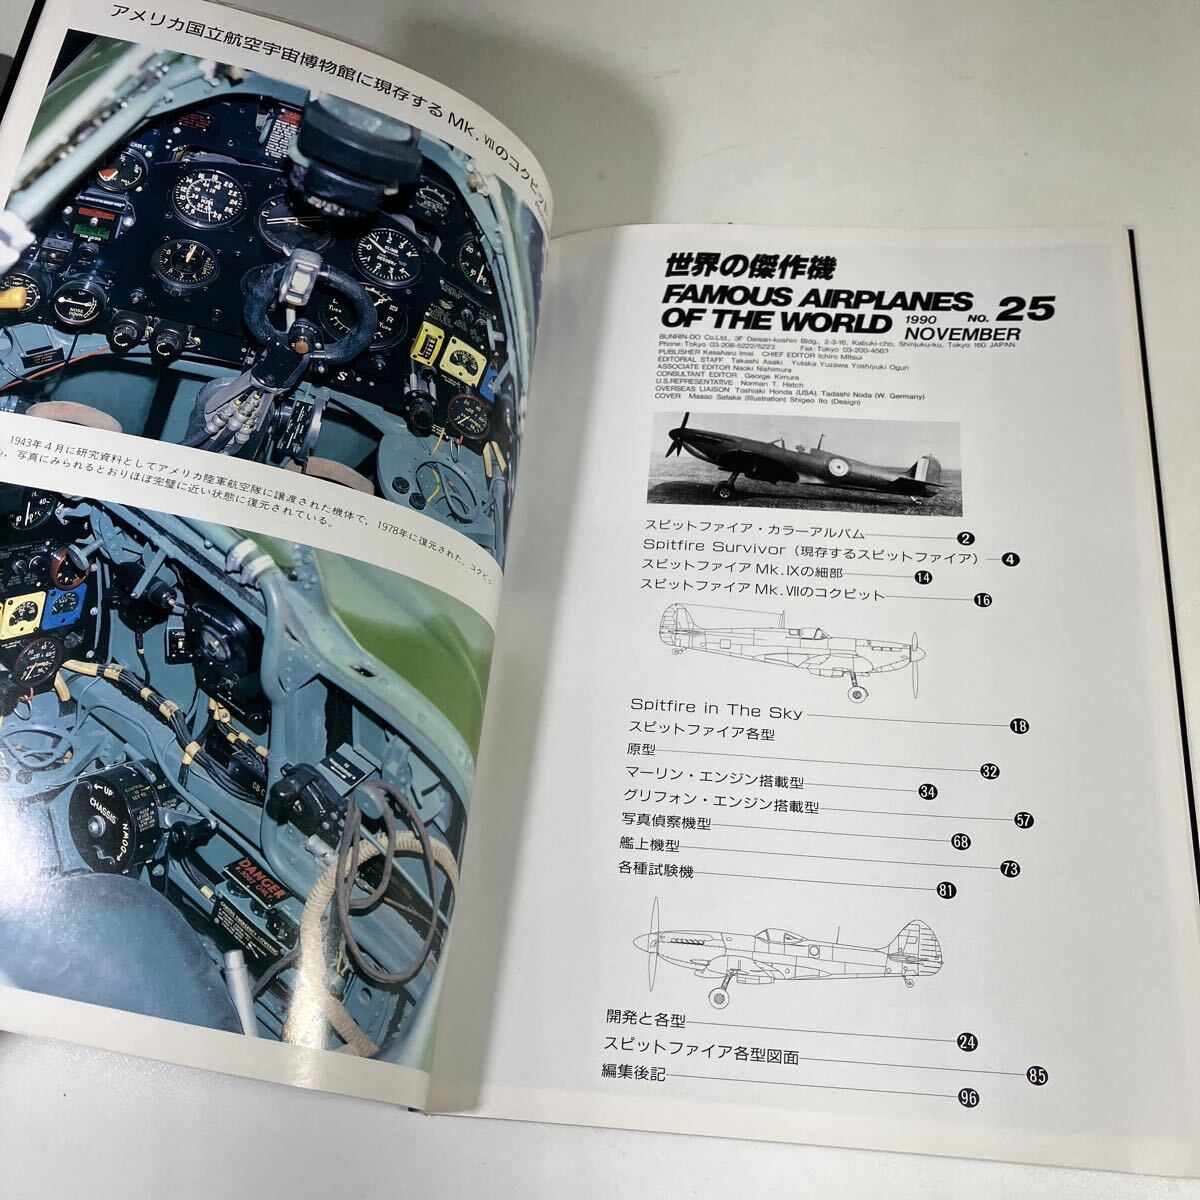 アメリカ国立航空宇宙博物館に現存する Mk. Ⅶのコクピット
1943年4月に研究資料としてアメリカ陸軍航空隊に譲渡された機体で，1978年に復元された。コクピッ
写真にみられるとおりほぼ完璧に近い状態に復元されている。
CLIMB
DESCENT
UP
CHASSIS
DOWN
DANGER
CHASSIS EMERGENCY LOWERING
世界の傑作機
FAMOUS AIRPLANES
OF THE WORLD
1990 NO. 25
NOVEMBER
BUNRIN-DO Co.Ltd., 3F Daisan-koshin Bldg., 2-3-16, Kabuki-cho, Shinjuku-ku, Tokyo 160 JAPAN
Phone: Tokyo 03-208-5222/5223 Fax: Tokyo 03-200-4563
PUBLISHER Kesaharu Imai CHIEF EDITOR Ichiro Mitsui
EDITORIAL STAFF Takashi Asaki Yutaka Yuzawa Yoshiyuki Oguri
ASSOCIATE EDITOR Naoki Nishimura
CONSULTANT EDITOR George Kimura
U.S.REPRESENTATIVE Norman T. Hatch
OVERSEAS LIAISON Toshiaki Honda (USA). Tadashi Noda (W. Germany)
COVER Masao Satake (Illustration) Shigeo Ito (Design)
スピットファイア・カラーアルバム 2
Spitfire Survivor（現存するスピットファイア） 4
スピットファイア Mk.Ⅸの細部 14
スピットファイア Mk.Ⅶのコクピット 16
Spitfire in The Sky 18
スピットファイア各型
原型 32
マーリン・エンジン搭載型 34
グリフォン・エンジン搭載型 57
写真偵察機型 68
艦上機型 73
各種試験機 81
開発と各型 24
スピットファイア各型図面 85
編集後記 96